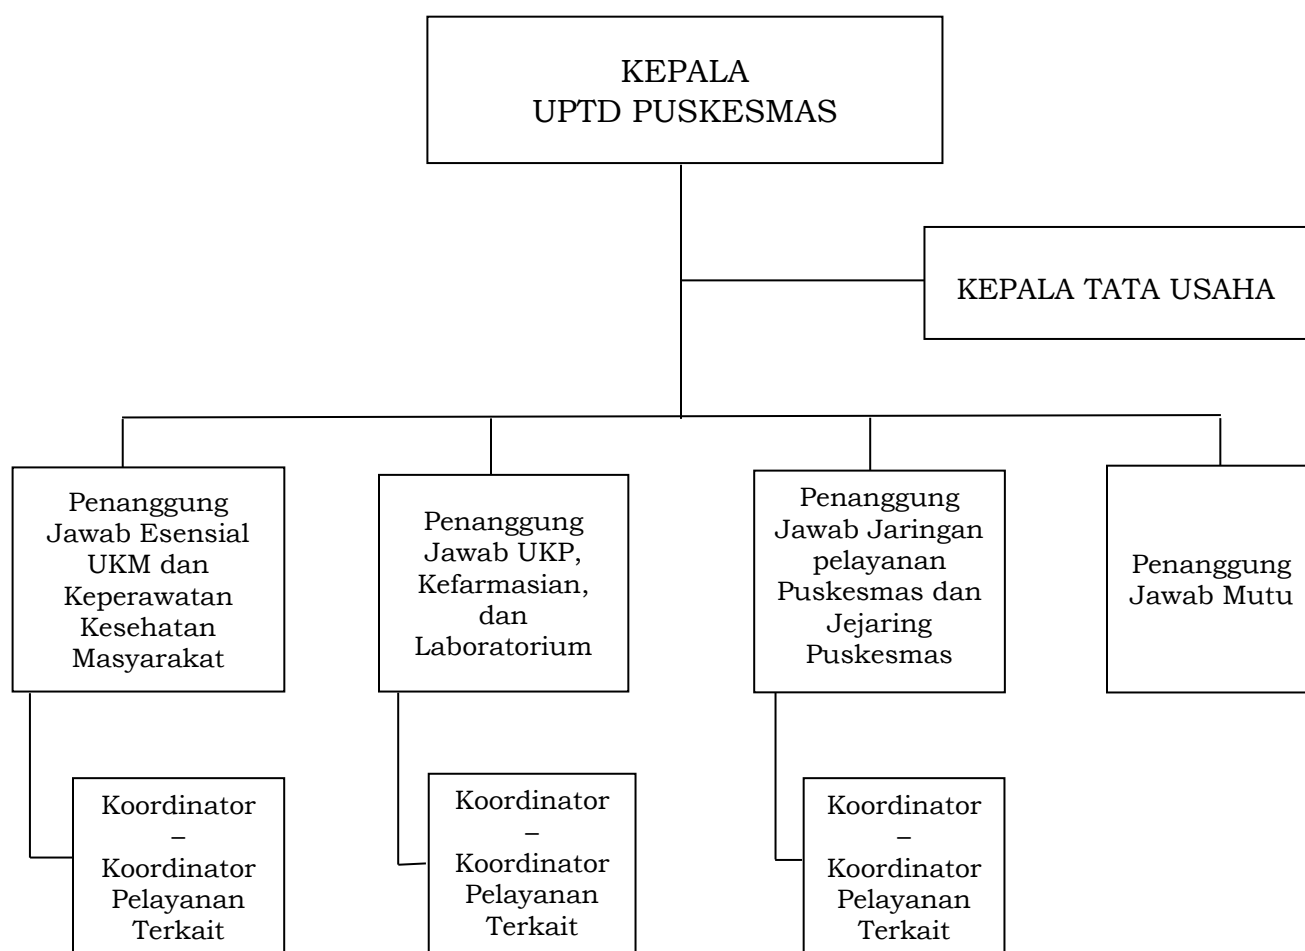 KEPALA
UPTD PUSKESMAS
KEPALA TATA USAHA
Penanggung
Jawab Esensial
UKM dan
Keperawatan
Kesehatan
Masyarakat
Penanggung
Jawab UKP,
Kefarmasian,
dan
Laboratorium
Penanggung
Jawab Jaringan
pelayanan
Puskesmas dan
Jejaring
Puskesmas
Penanggung
Jawab Mutu
Koordinator
–
Koordinator
Pelayanan
Terkait
Koordinator
–
Koordinator
Pelayanan
Terkait
Koordinator
–
Koordinator
Pelayanan
Terkait